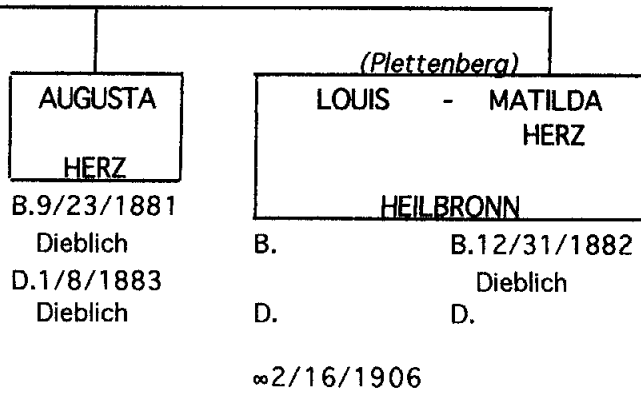 AUGUSTA
HERZ
B.9/23/1881
Dieblich
D.1/8/1883
Dieblich
(Plettenberg)
LOUIS - MATILDA
HERZ
HEILBRONN
B. B.12/31/1882
Dieblich
D. D.
∞2/16/1906